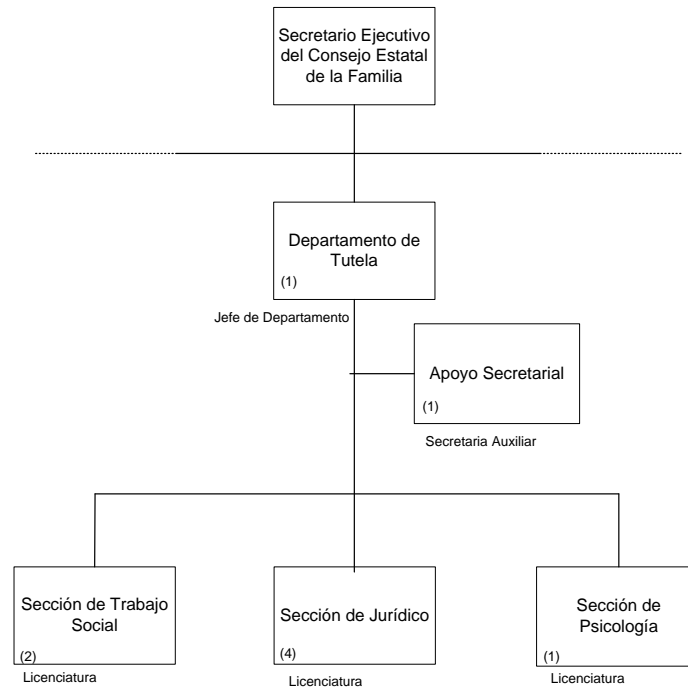 Secretario Ejecutivo
del Consejo Estatal
de la Familia
Departamento de
Tutela
(1)
Jefe de Departamento
Apoyo Secretarial
(1)
Secretaria Auxiliar
Sección de Trabajo
Social
(2)
Licenciatura
Sección de Jurídico
(4)
Licenciatura
Sección de
Psicología
(1)
Licenciatura